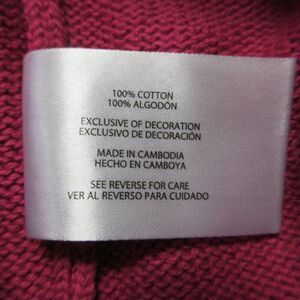 100% COTTON
100% ALGODÓN
EXCLUSIVE OF DECORATION
EXCLUSIVO DE DECORACIÓN
MADE IN CAMBODIA
HECHO EN CAMBOYA
SEE REVERSE FOR CARE
VER AL REVERSO PARA CUIDADO